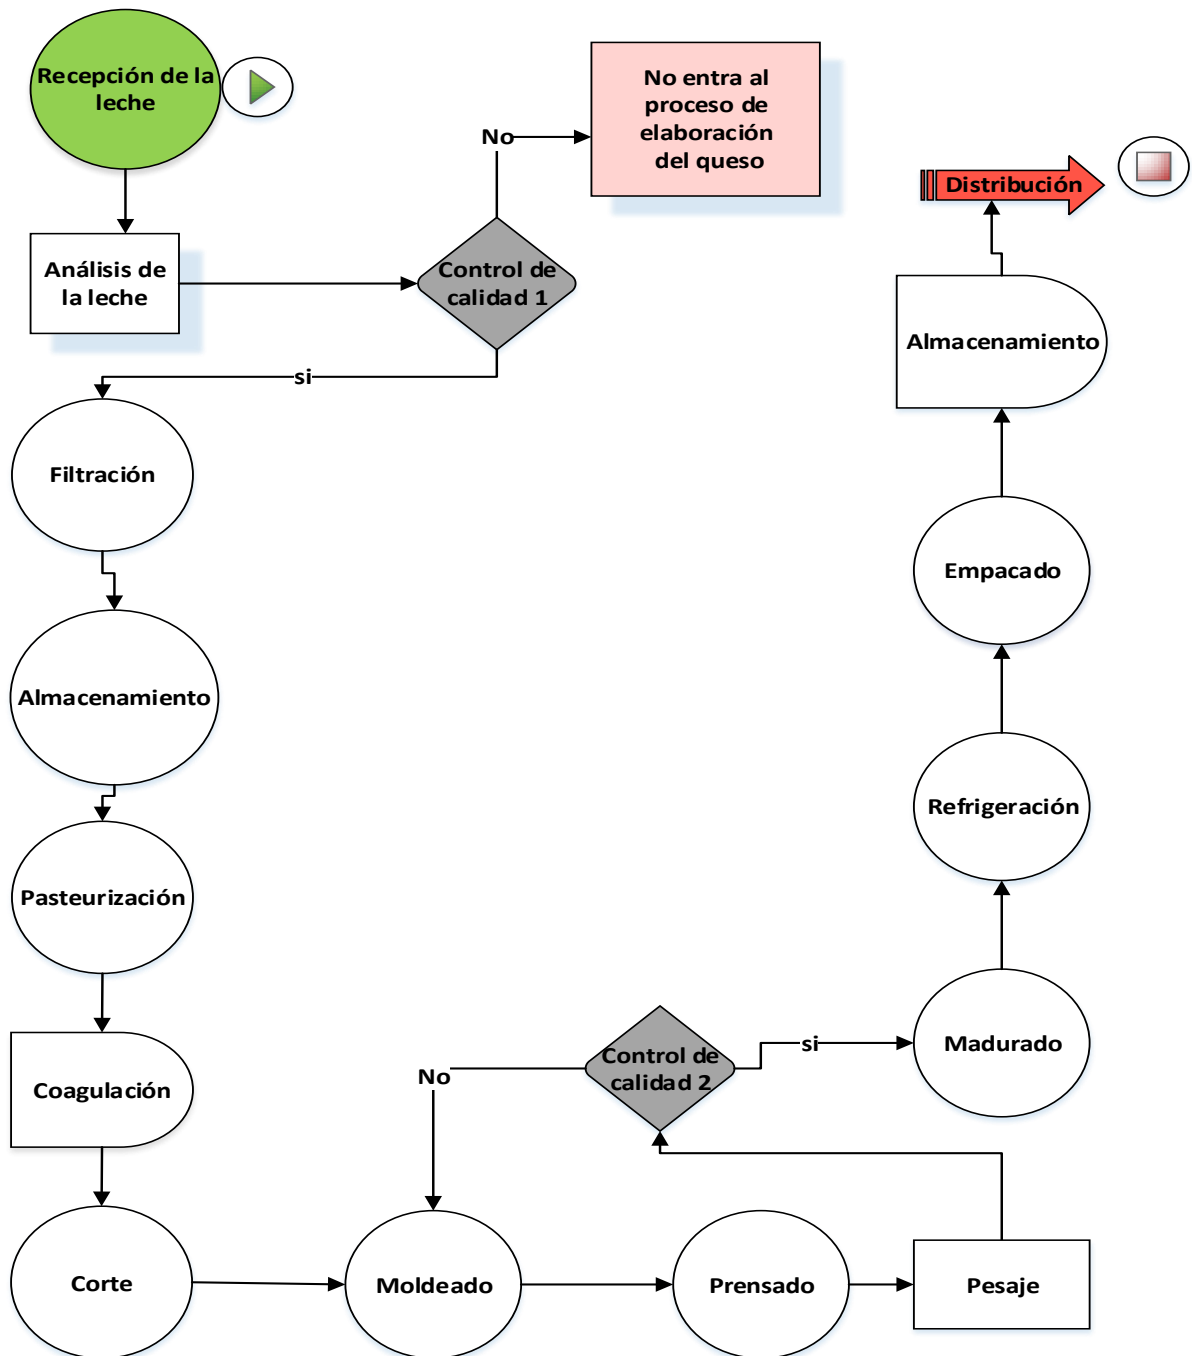 Recepción de la
leche
Análisis de
la leche
Control de
calidad 1
No
No entra al
proceso de
elaboración
del queso
si
Filtración
Almacenamiento
Pasteurización
Coagulación
Corte
Moldeado
Prensado
Pesaje
Control de
calidad 2
No
si
Madurado
Refrigeración
Empacado
Almacenamiento
Distribución